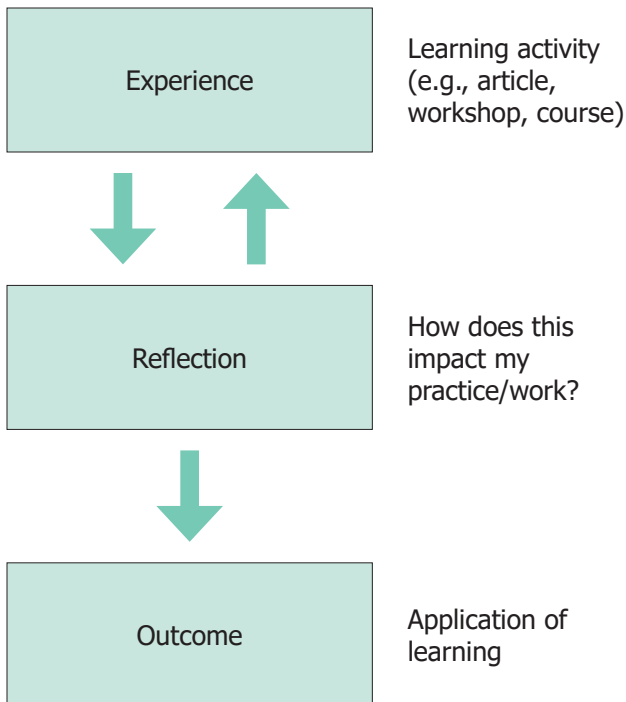 Experience
Learning activity
(e.g., article,
workshop, course)
Reflection
How does this
impact my
practice/work?
Outcome
Application of
learning